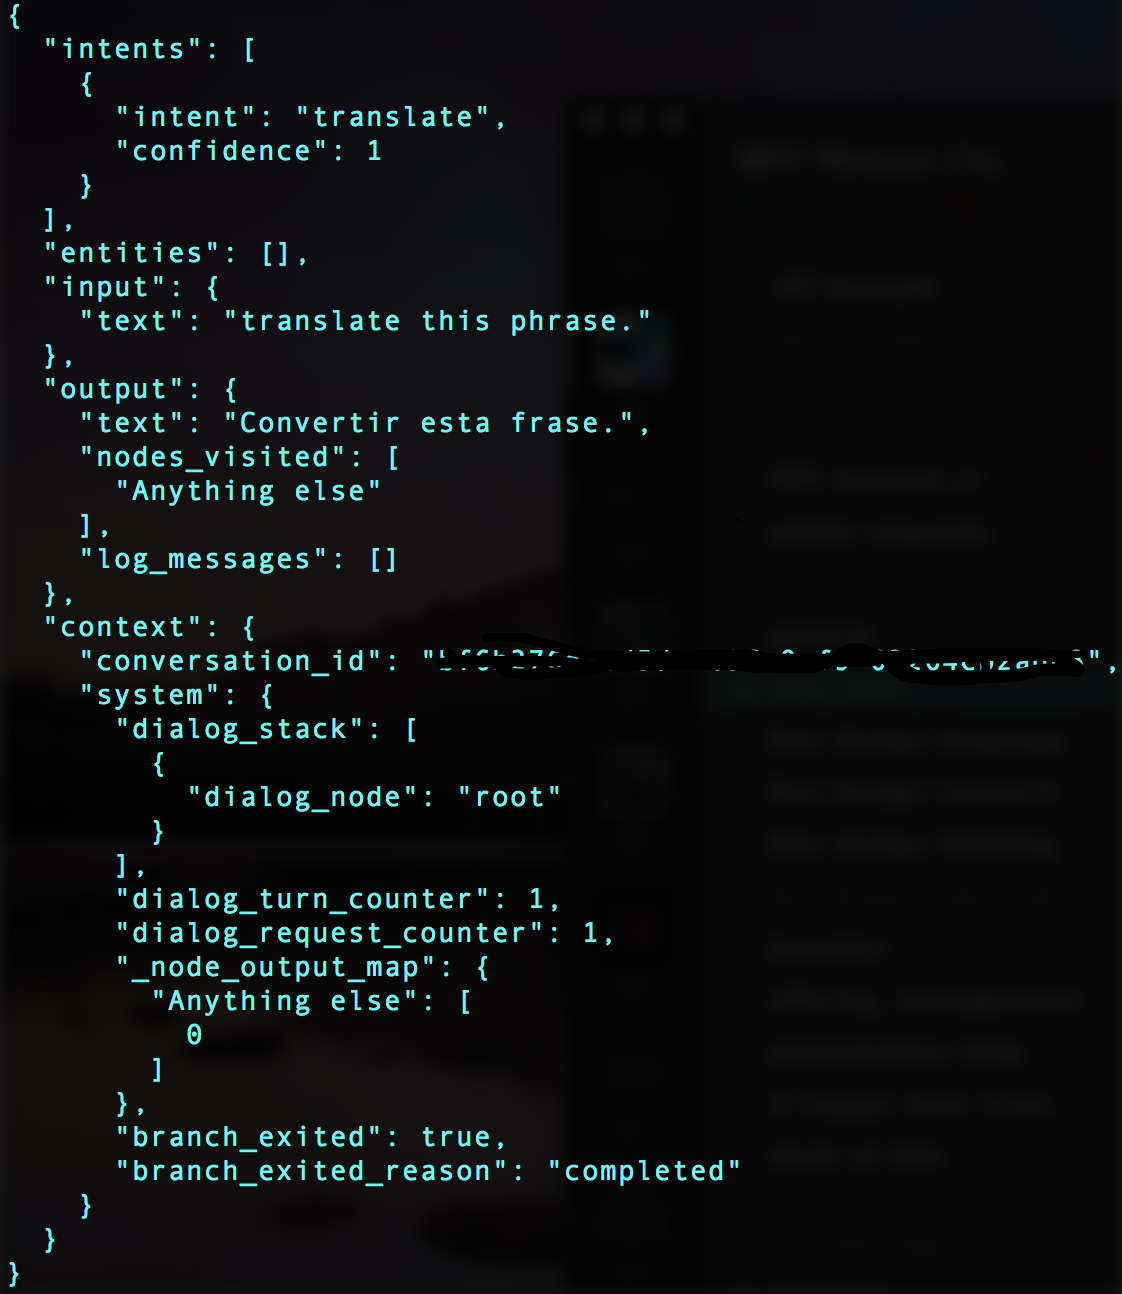 {
"intents": [
{
"intent": "translate",
"confidence": 1
}
],
"entities": [],
"input": {
"text": "translate this phrase."
},
"output": {
"text": "Convertir esta frase.",
"nodes_visited": [
"Anything else"
],
"log_messages": []
},
"context": {
"conversation_id": "
"system": {
"dialog_stack": [
{
"dialog_node": "root"
}
],
"dialog_turn_counter": 1,
"dialog_request_counter": 1,
"_node_output_map": {
"Anything else": [
0
]
},
"branch_exited": true,
"branch_exited_reason": "completed"
}
}
}